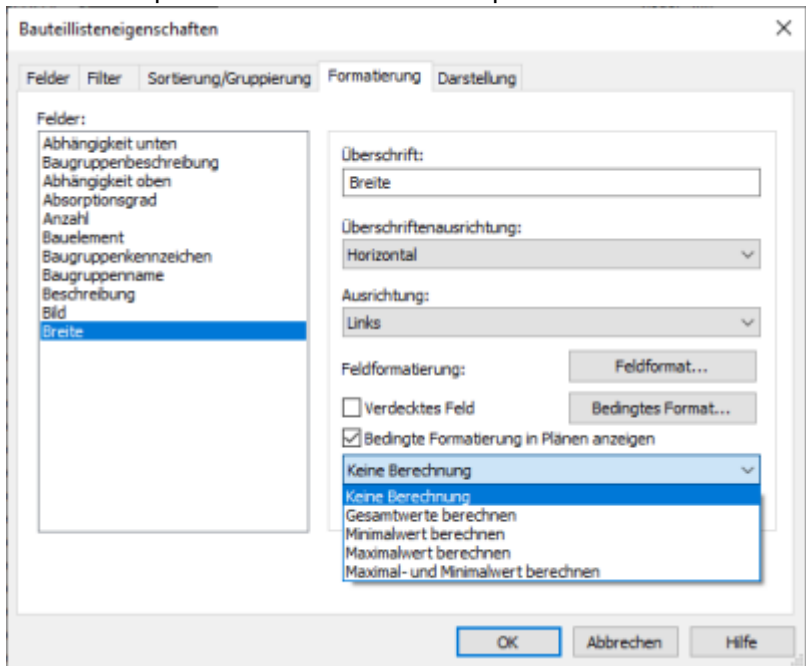 Bauteillisteneigenschaften
Felder Filter Sortierung/Gruppierung Formatierung Darstellung
Felder:
Abhängigkeit unten
Baugruppenbeschreibung
Abhängigkeit oben
Absorptionsgrad
Anzahl
Bauelement
Baugruppenkennzeichen
Baugruppenname
Beschreibung
Bild
Breite
Überschrift:
Breite
Überschriftenausrichtung:
Horizontal
Ausrichtung:
Links
Feldformatierung: Feldformat...
Verdecktes Feld Bedingtes Format...
Bedingte Formatierung in Plänen anzeigen
Keine Berechnung
Keine Berechnung
Gesamtwerte berechnen
Minimalwert berechnen
Maximalwert berechnen
Maximal- und Minimalwert berechnen
OK Abbrechen Hilfe